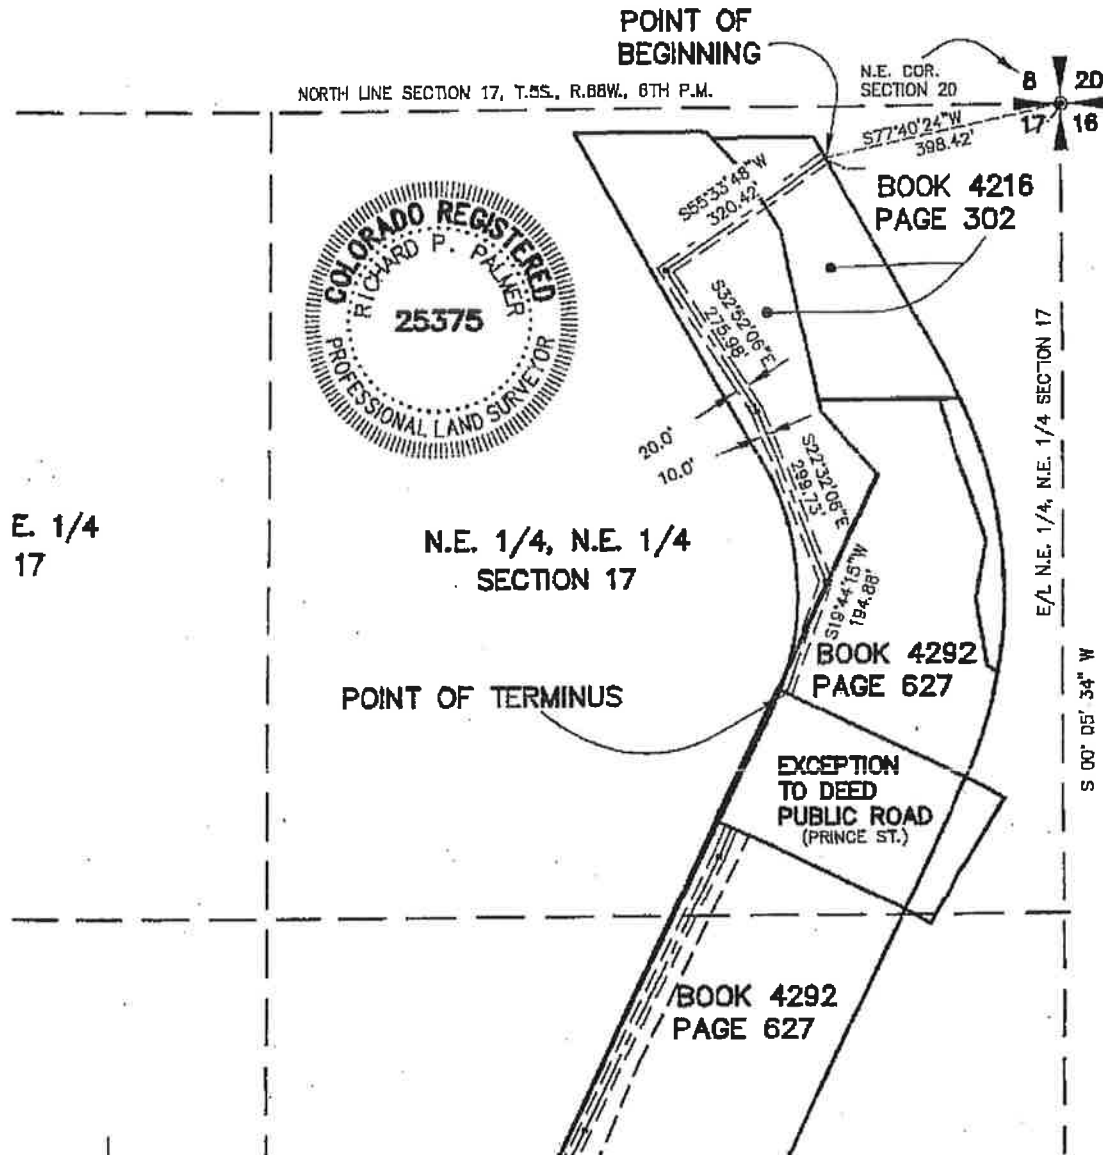 POINT OF
BEGINNING
N.E. COR.
SECTION 20
8 20
17 16
NORTH LINE SECTION 17, T.5S., R.68W., 6TH P.M.
S77°40'24"W
398.42'
S55°33'48"W
320.42'
BOOK 4216
PAGE 302
COLORADO REGISTERED
RICHARD P. PALMER
25375
PROFESSIONAL LAND SURVEYOR
S32°52'06"E
275.98'
20.0'
10.0'
S22°32'06"E
299.73'
E/L N.E. 1/4, N.E. 1/4 SECTION 17
E. 1/4
17
N.E. 1/4, N.E. 1/4
SECTION 17
S19°44'15"W
194.88'
BOOK 4292
PAGE 627
S 00° 05' 34" W
POINT OF TERMINUS
EXCEPTION
TO DEED
PUBLIC ROAD
(PRINCE ST.)
BOOK 4292
PAGE 627